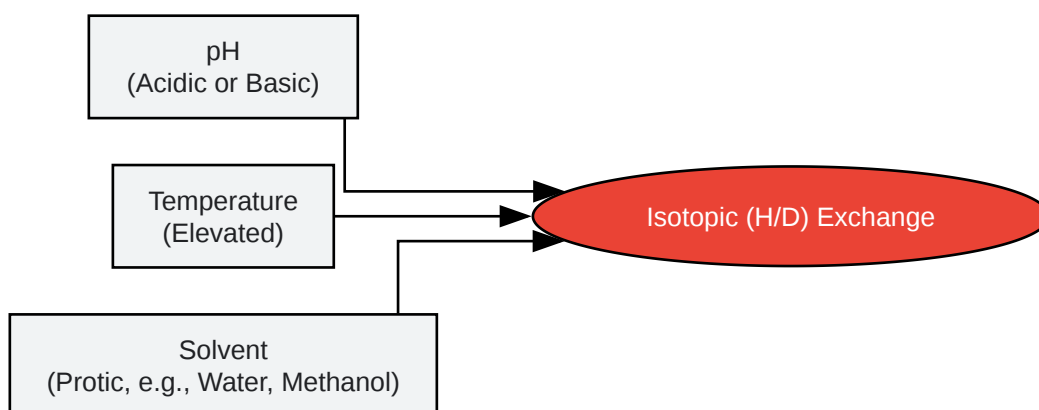 pH
(Acidic or Basic)
Temperature
(Elevated)
Isotopic (H/D) Exchange
Solvent
(Protic, e.g., Water, Methanol)